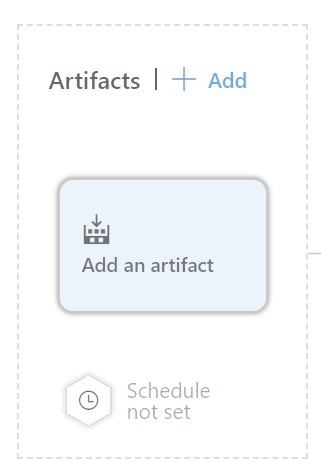 Artifacts | + Add
Add an artifact
Schedule
not set